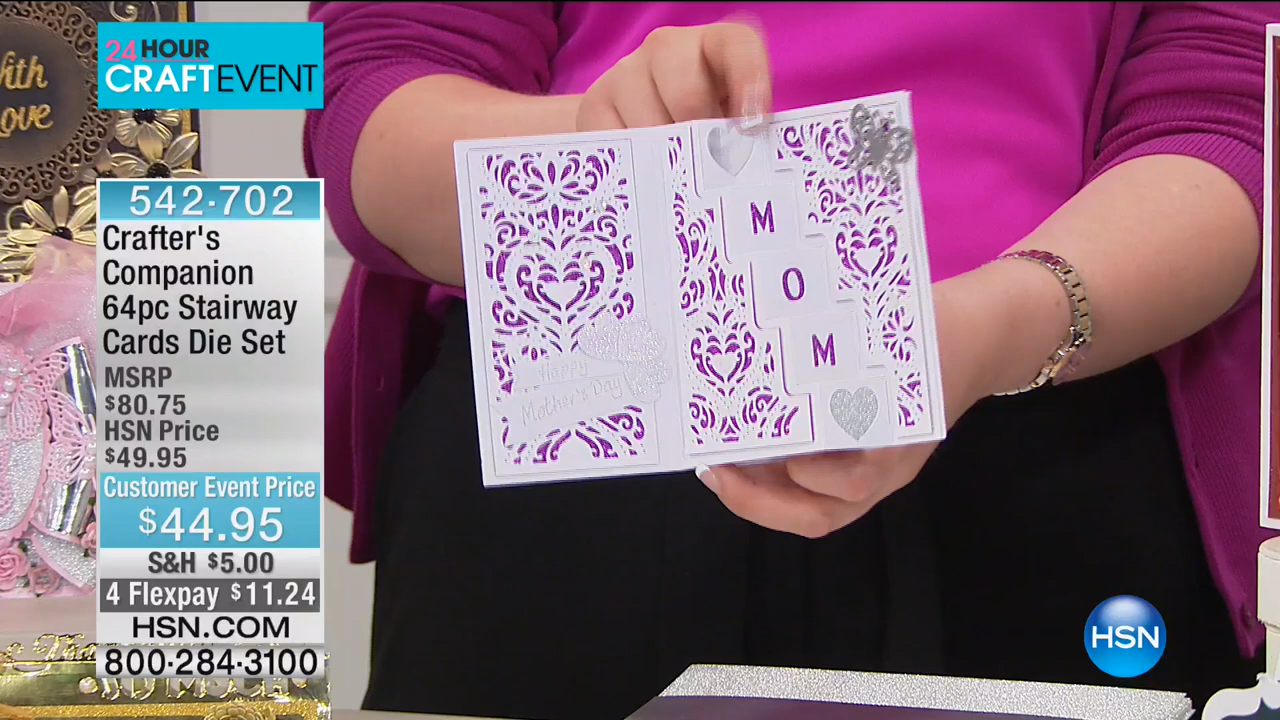 24 HOUR
CRAFT EVENT
With
Love
542-702
Crafter's
Companion
64pc Stairway
Cards Die Set
MSRP
$80.75
HSN Price
$49.95
Customer Event Price
$44.95
S&H $5.00
4 Flexpay $11.24
HSN.COM
800-284-3100
M
O
M
Happy
Mother's Day
HSN